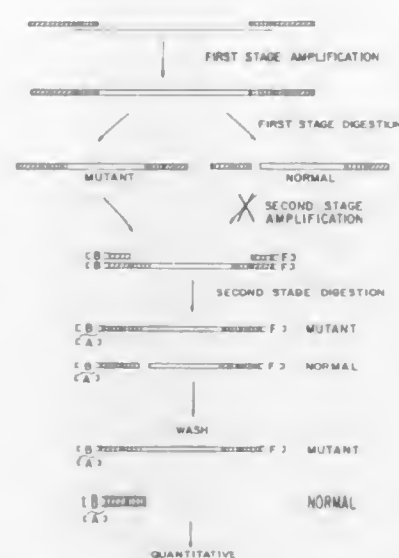 FIRST STAGE AMPLIFICATION
FIRST STAGE DIGESTION
MUTANT
NORMAL
SECOND STAGE
AMPLIFICATION
(B
F)
(B
F)
SECOND STAGE DIGESTION
(B
F)
MUTANT
(A)
(B
F)
NORMAL
(A)
WASH
(B
F)
MUTANT
(A)
(B
NORMAL
(A)
QUANTITATIVE